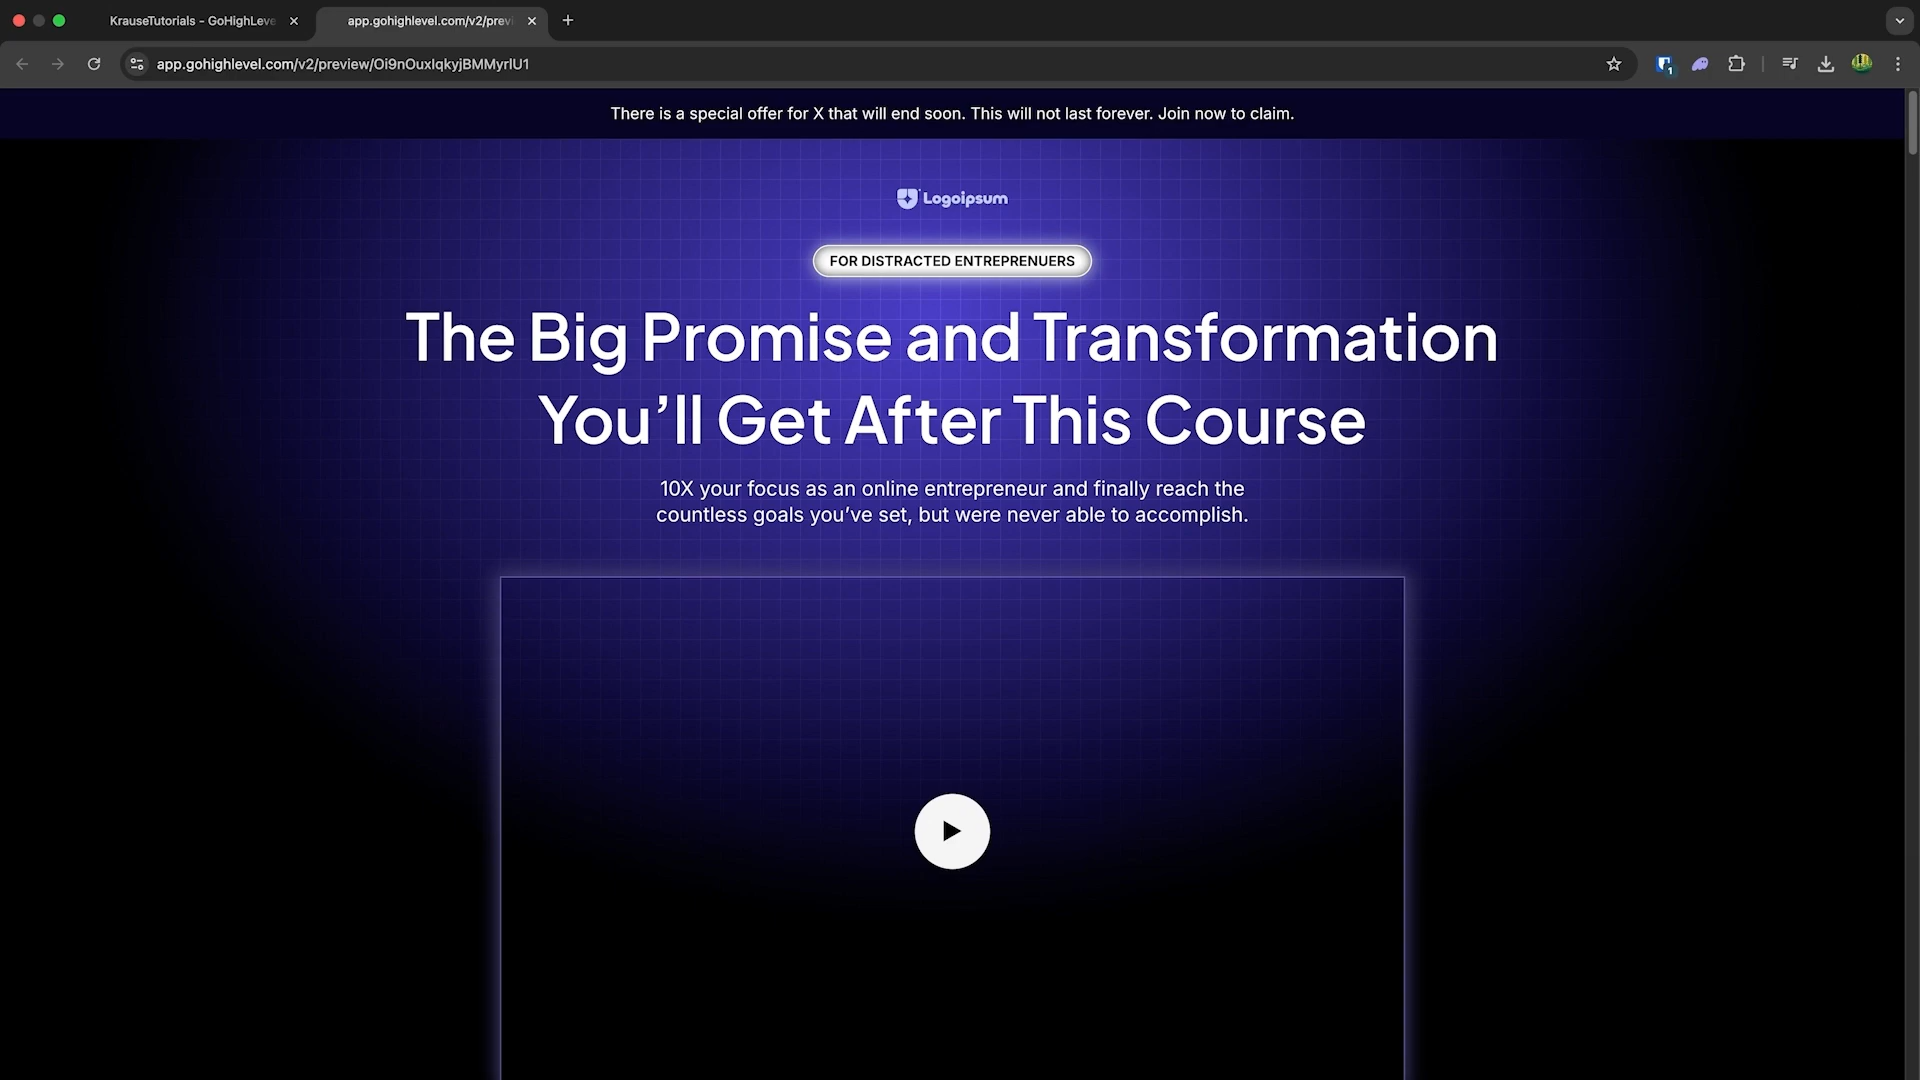 KrauseTutorials - GoHighLeve
app.gohighlevel.com/v2/previ
app.gohighlevel.com/v2/preview/Oi9nOuxIqkyjBMMyrIU1
1
There is a special offer for X that will end soon. This will not last forever. Join now to claim.
Logoipsum
FOR DISTRACTED ENTREPRENUERS
The Big Promise and Transformation
You’ll Get After This Course
10X your focus as an online entrepreneur and finally reach the
countless goals you’ve set, but were never able to accomplish.